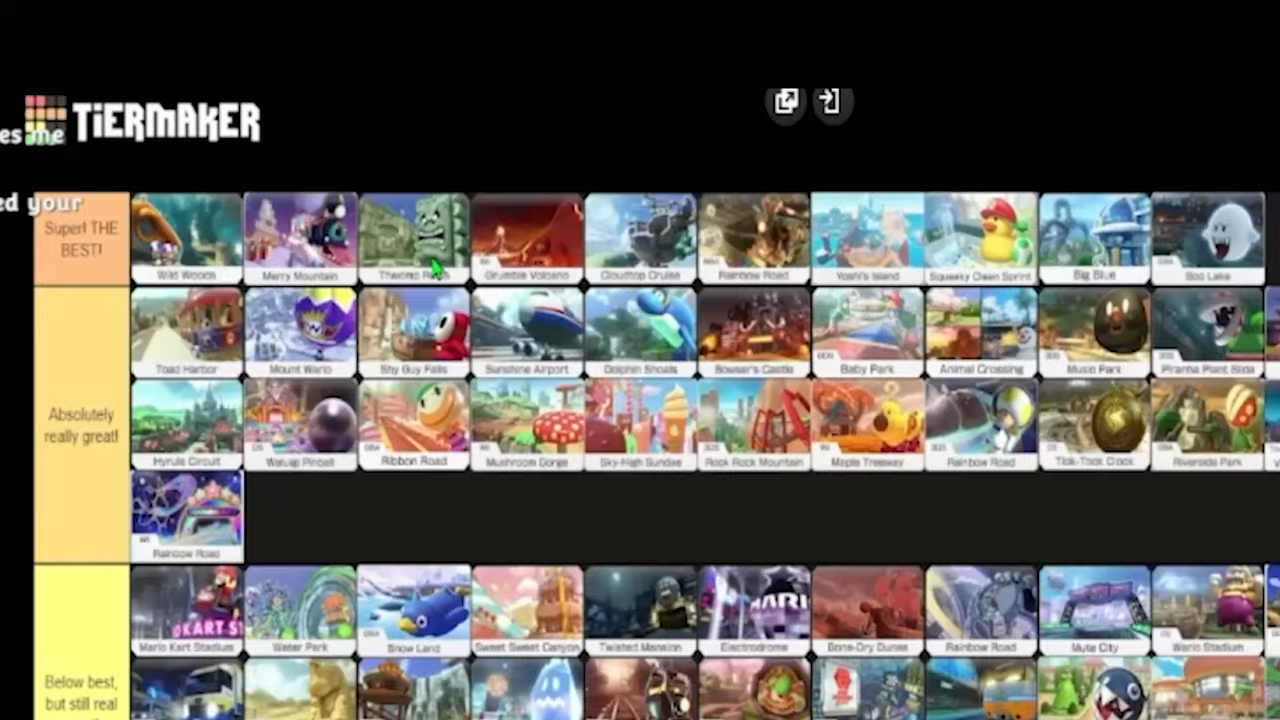 es me
TiERMAKER
ed your
Super! THE
BEST!
Wild Woods
Merry Mountain
Thwomp
Grumble Volcano
Cloudtop Cruise
Rainbow Road
Yoshi's Island
Squeaky Clean Sprint
Big Blue
Boo Lake
Absolutely
really great!
Toad Harbor
Mount Wario
Shy Guy Falls
Sunshine Airport
Dolphin Shoals
Bowser's Castle
Baby Park
Animal Crossing
Music Park
Piranha Plant Slide
Hyrule Circuit
Waluigi Pinball
Ribbon Road
Mushroom Gorge
Sky-High Sundae
Rock Rock Mountain
Maple Treeway
Rainbow Road
Tick-Tock Clock
Riverside Park
Rainbow Road
Below best,
but still real
Mario Kart Stadium
Water Park
Snow Land
Sweet Sweet Canyon
Twisted Mansion
Electrodrome
Bone-Dry Dunes
Rainbow Road
Mute City
Wario Stadium